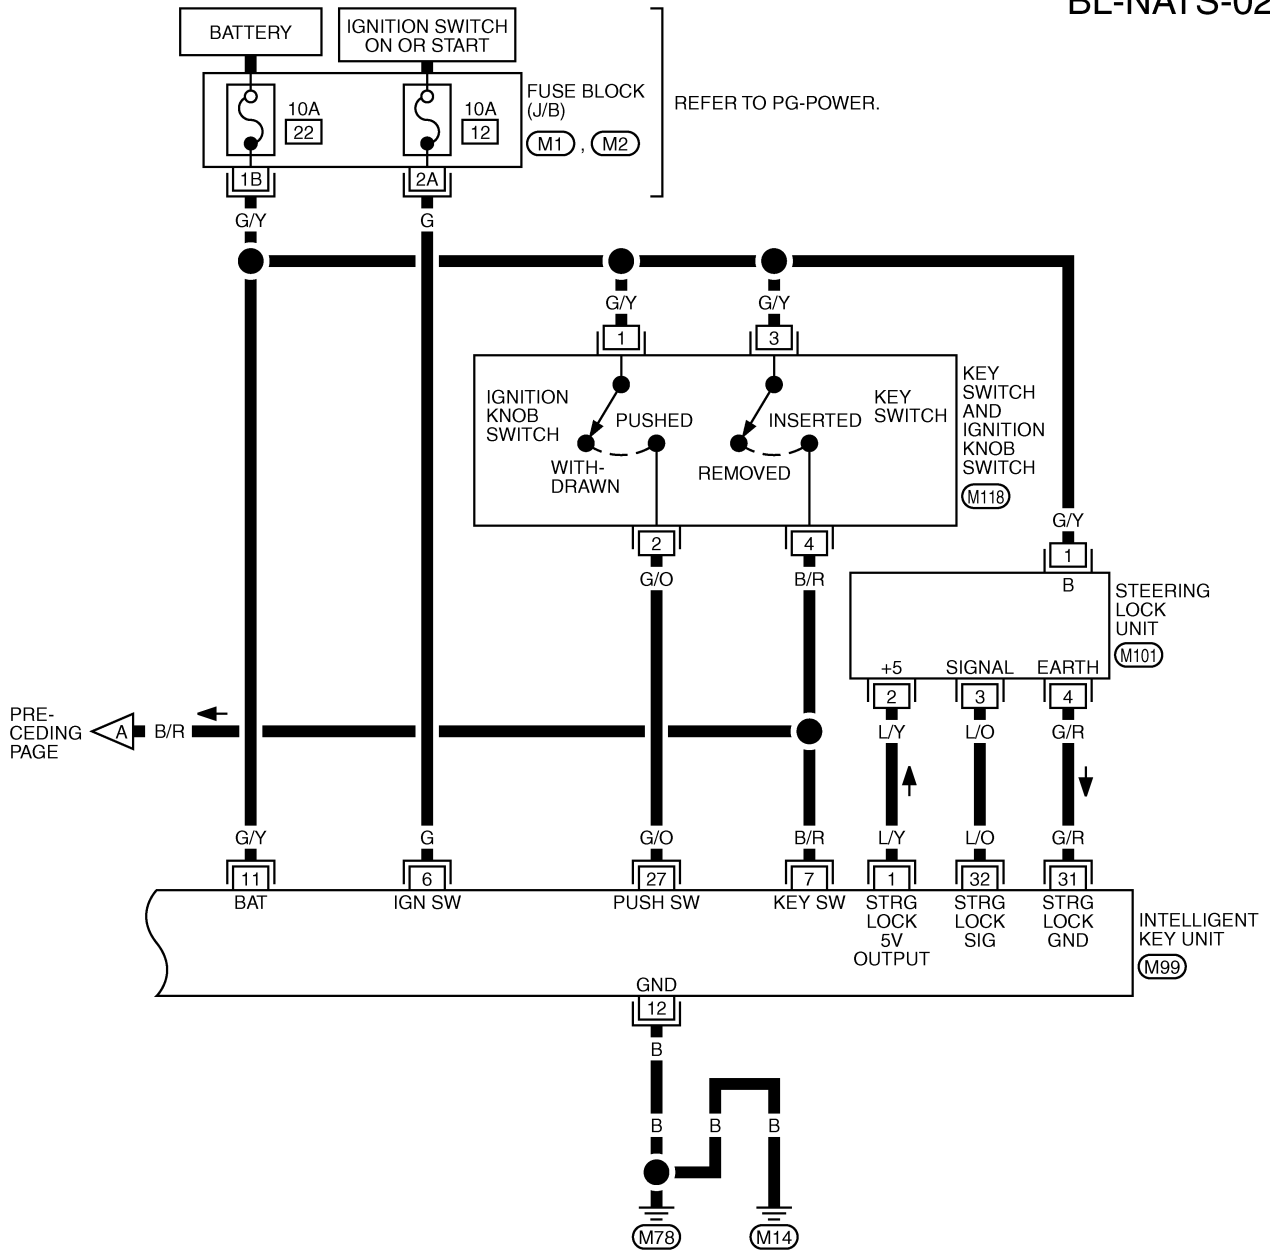 BL-NATS-02
BATTERY
IGNITION SWITCH
ON OR START
10A
22
10A
12
FUSE BLOCK
(J/B)
M1 , M2
REFER TO PG-POWER.
1B
2A
G/Y
G
G/Y
G/Y
1
3
IGNITION
KNOB
SWITCH
PUSHED
WITH-
DRAWN
INSERTED
REMOVED
KEY
SWITCH
KEY
SWITCH
AND
IGNITION
KNOB
SWITCH
M118
2
4
G/O
B/R
G/Y
1
B
STEERING
LOCK
UNIT
M101
+5
SIGNAL
EARTH
2
3
4
PRE-
CEDING
PAGE
A
B/R
L/Y
L/O
G/R
G/Y
G
G/O
B/R
L/Y
L/O
G/R
11
6
27
7
1
32
31
BAT
IGN SW
PUSH SW
KEY SW
STRG
LOCK
5V
OUTPUT
STRG
LOCK
SIG
STRG
LOCK
GND
INTELLIGENT
KEY UNIT
M99
GND
12
B
B
B
B
M78
M14